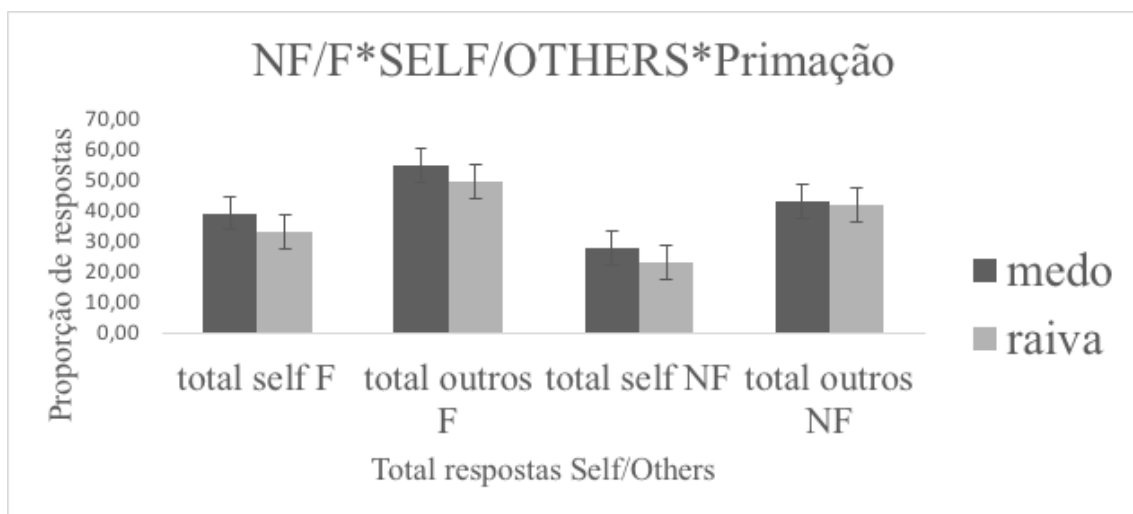 NF/F*SELF/OTHERS*Primação
Proporção de respostas
70,00
60,00
50,00
40,00
30,00
20,00
10,00
0,00
total self F
total outros F
total self NF
total outros NF
Total respostas Self/Others
medo
raiva